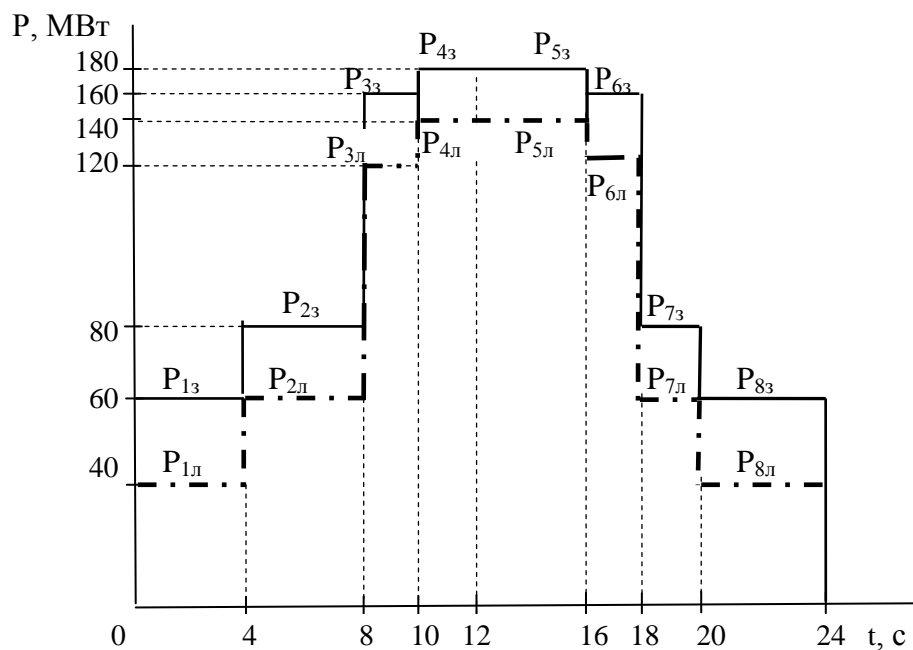 P, МВт
180
P₄з P₅з
160
P₃з P₆з
140
P₃л P₄л P₅л
120
P₆л
80
P₂з P₇з
60
P₁з P₂л P₇л P₈з
40
P₁л P₈л
0 4 8 10 12 16 18 20 24 t, с